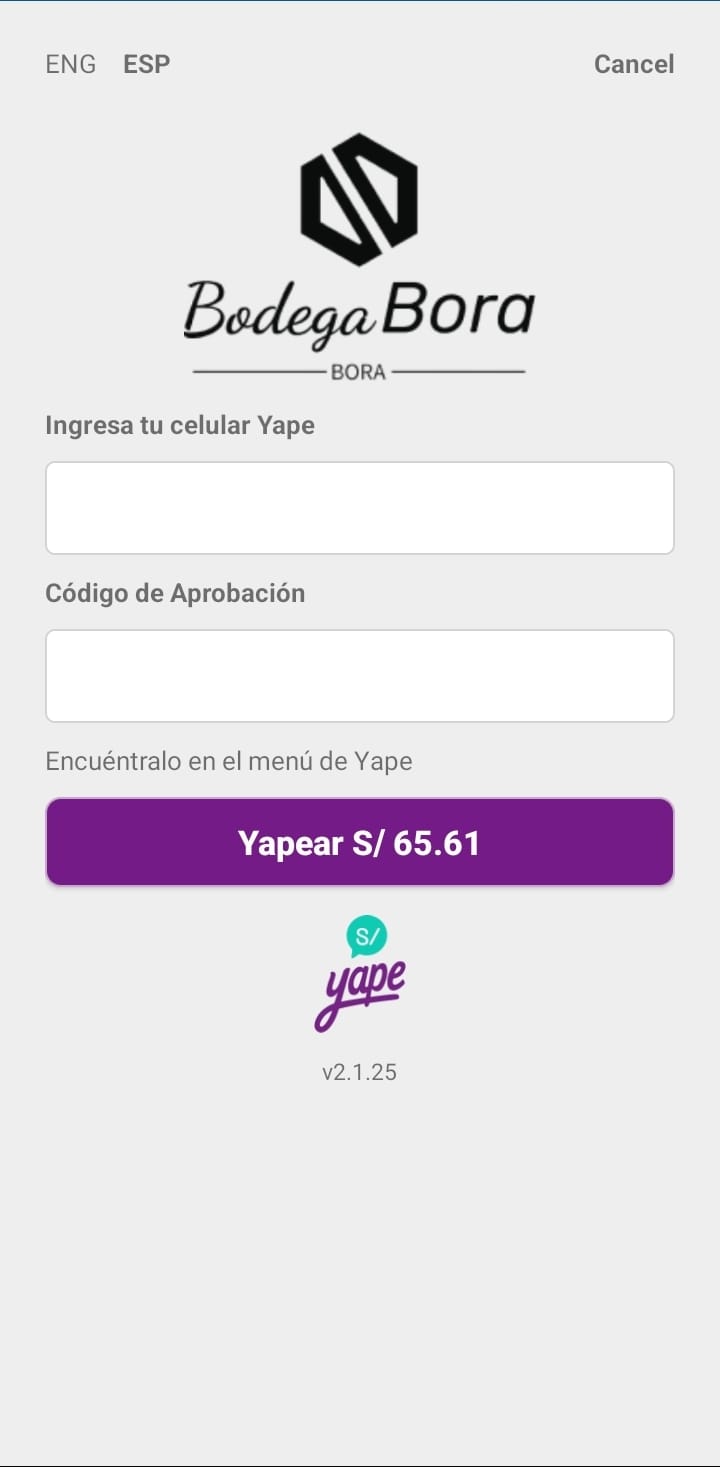 ENG ESP Cancel
Bodega Bora
BORA
Ingresa tu celular Yape
Código de Aprobación
Encuéntralo en el menú de Yape
Yapear S/ 65.61
S/
yape
v2.1.25